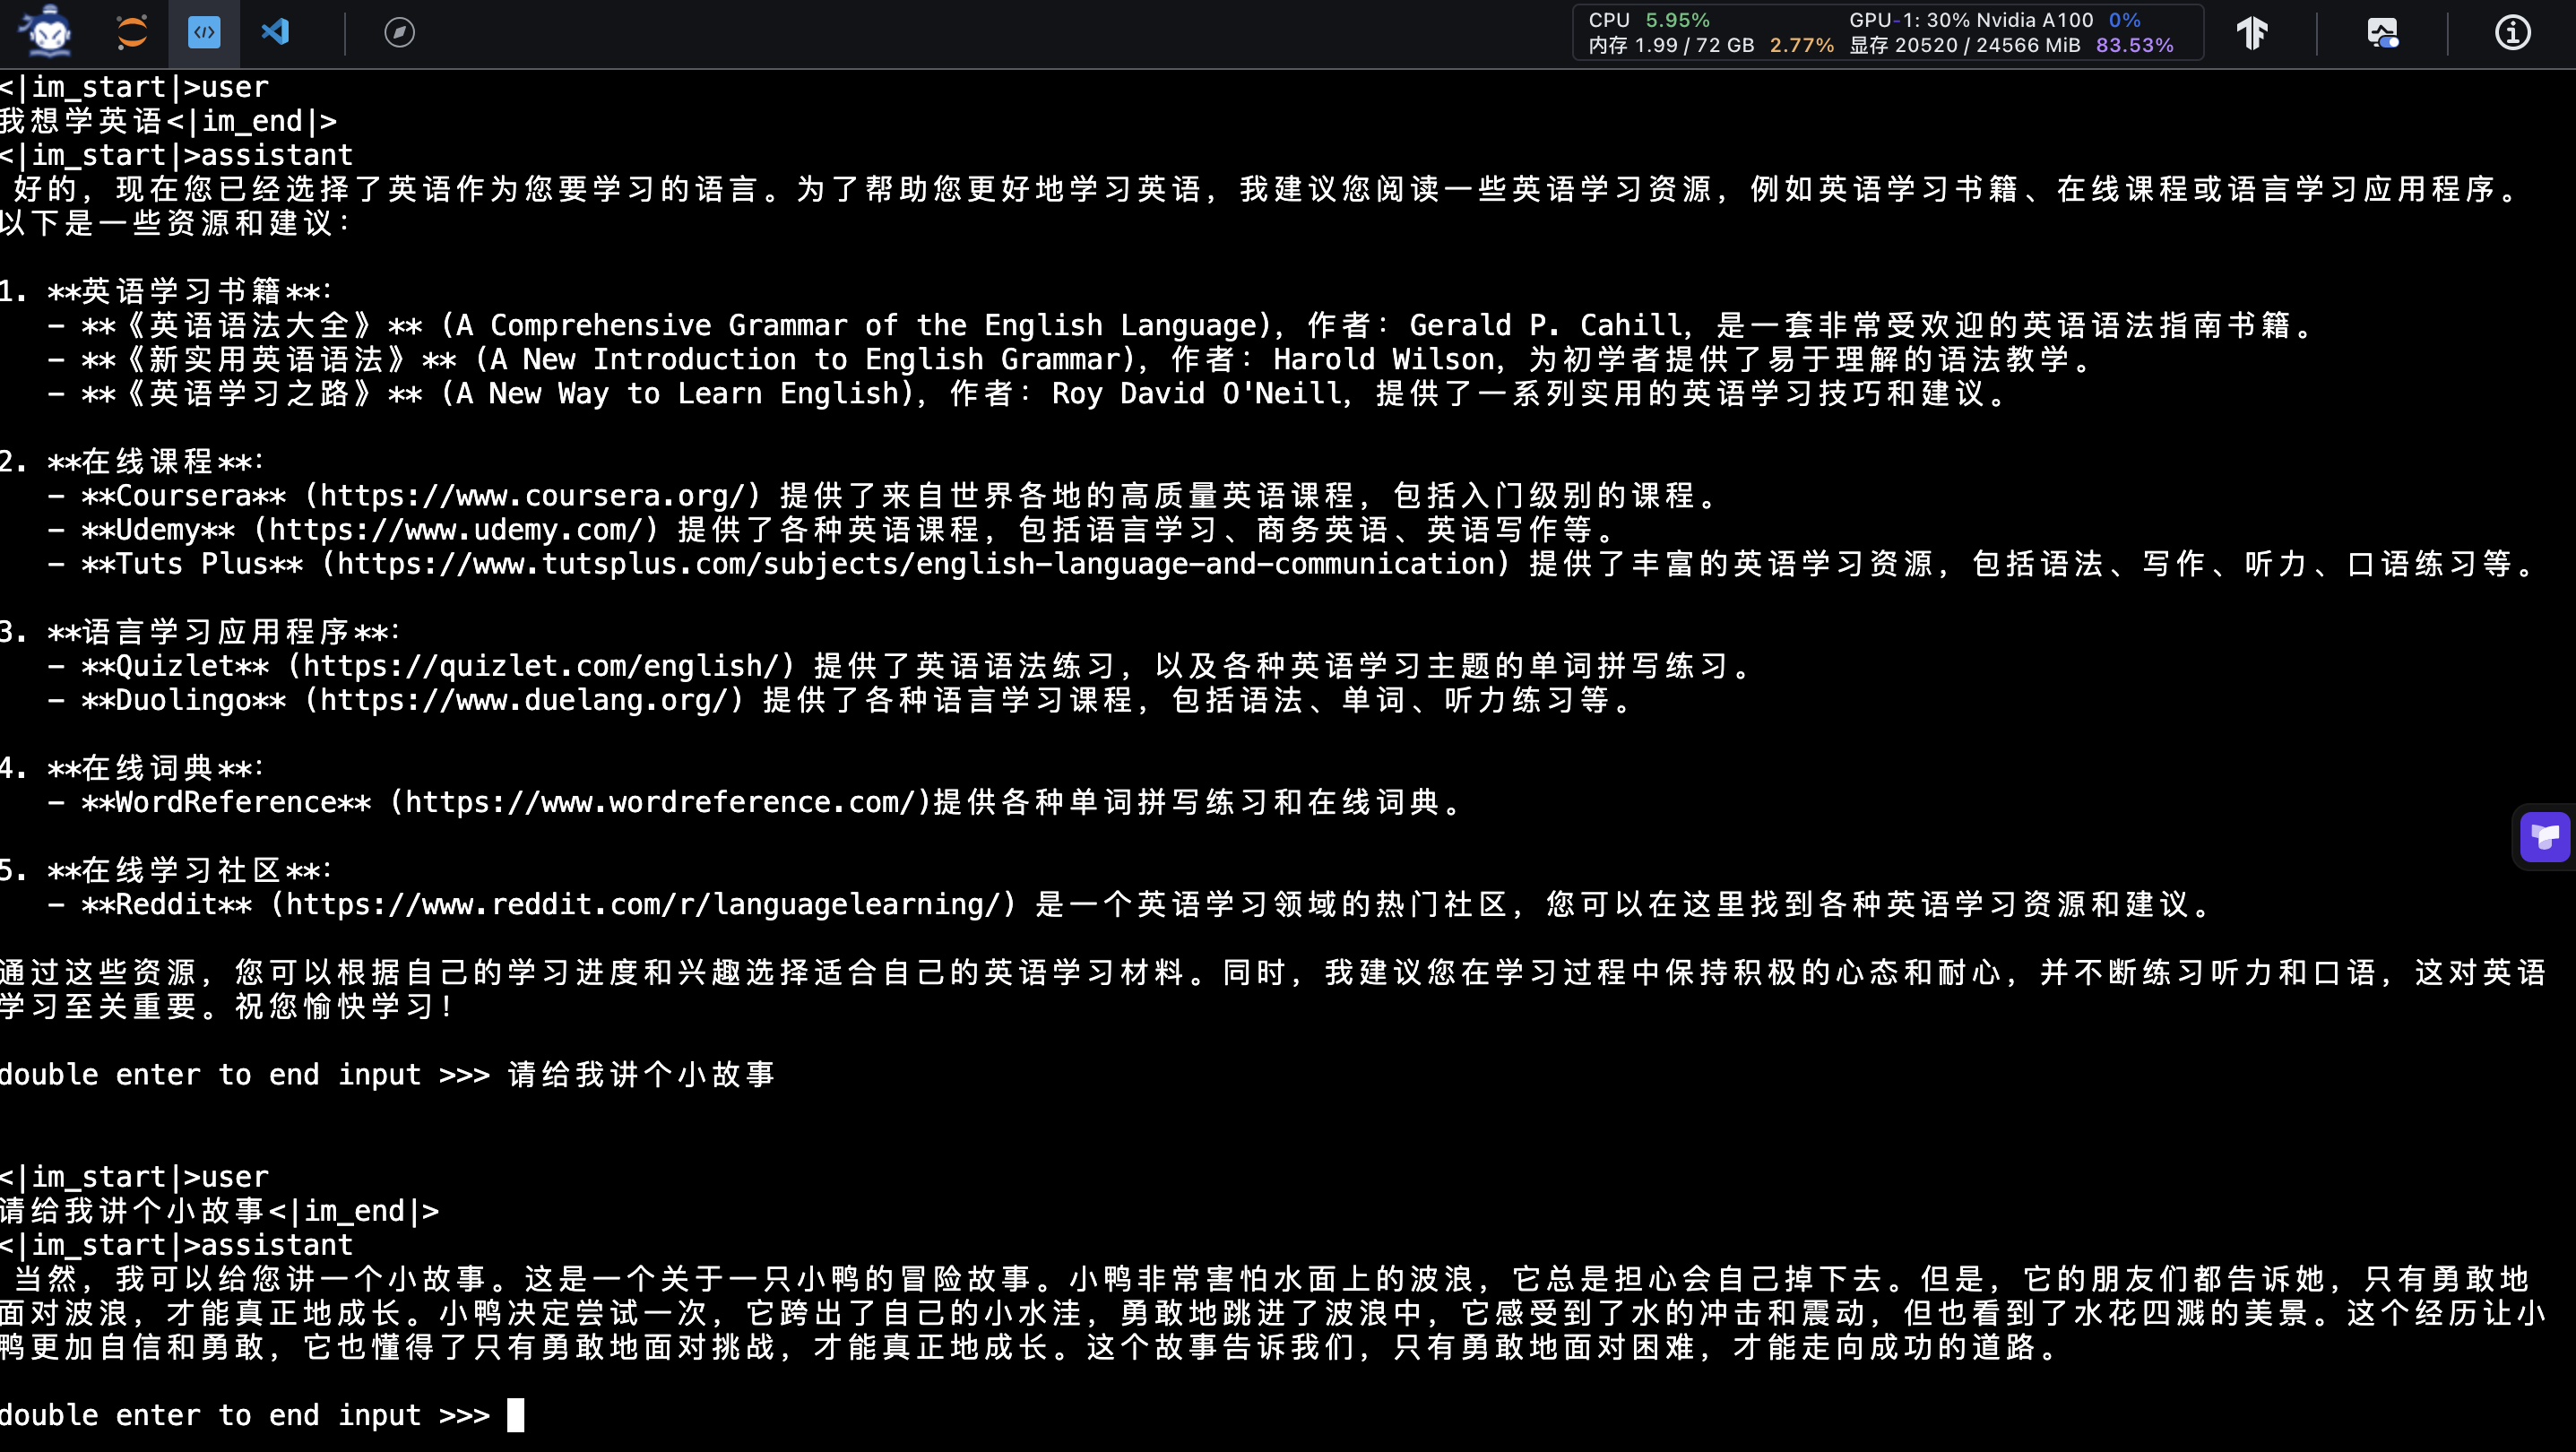 CPU 5.95% GPU-1: 30% Nvidia A100 0%
内存 1.99 / 72 GB 2.77% 显存 20520 / 24566 MiB 83.53%
<|im_start|>user
我想学英语<|im_end|>
<|im_start|>assistant
好的，现在您已经选择了英语作为您要学习的语言。为了帮助您更好地学习英语，我建议您阅读一些英语学习资源，例如英语学习书籍、在线课程或语言学习应用程序。
以下是一些资源和建议：
1. **英语学习书籍**：
– **《英语语法大全》** (A Comprehensive Grammar of the English Language)，作者：Gerald P. Cahill，是一套非常受欢迎的英语语法指南书籍。
– **《新实用英语语法》** (A New Introduction to English Grammar)，作者：Harold Wilson，为初学者提供了易于理解的语法教学。
– **《英语学习之路》** (A New Way to Learn English)，作者：Roy David O'Neill，提供了一系列实用的英语学习技巧和建议。
2. **在线课程**：
– **Coursera** (https://www.coursera.org/) 提供了来自世界各地的高质量英语课程，包括入门级别的课程。
– **Udemy** (https://www.udemy.com/) 提供了各种英语课程，包括语言学习、商务英语、英语写作等。
– **Tuts Plus** (https://www.tutsplus.com/subjects/english-language-and-communication) 提供了丰富的英语学习资源，包括语法、写作、听力、口语练习等。
3. **语言学习应用程序**：
– **Quizlet** (https://quizlet.com/english/) 提供了英语语法练习，以及各种英语学习主题的单词拼写练习。
– **Duolingo** (https://www.duelang.org/) 提供了各种语言学习课程，包括语法、单词、听力练习等。
4. **在线词典**：
– **WordReference** (https://www.wordreference.com/)提供各种单词拼写练习和在线词典。
5. **在线学习社区**：
– **Reddit** (https://www.reddit.com/r/languagelearning/) 是一个英语学习领域的热门社区，您可以在这里找到各种英语学习资源和建议。
通过这些资源，您可以根据自己的学习进度和兴趣选择适合自己的英语学习材料。同时，我建议您在学习过程中保持积极的心态和耐心，并不断练习听力和口语，这对英语
学习至关重要。祝您愉快学习！
double enter to end input >>> 请给我讲个小故事
<|im_start|>user
请给我讲个小故事<|im_end|>
<|im_start|>assistant
当然，我可以给您讲一个小故事。这是一个关于一只小鸭的冒险故事。小鸭非常害怕水面上的波浪，它总是担心会自己掉下去。但是，它的朋友们都告诉她，只有勇敢地
面对波浪，才能真正地成长。小鸭决定尝试一次，它跨出了自己的小水洼，勇敢地跳进了波浪中，它感受到了水的冲击和震动，但也看到了水花四溅的美景。这个经历让小
鸭更加自信和勇敢，它也懂得了只有勇敢地面对挑战，才能真正地成长。这个故事告诉我们，只有勇敢地面对困难，才能走向成功的道路。
double enter to end input >>>